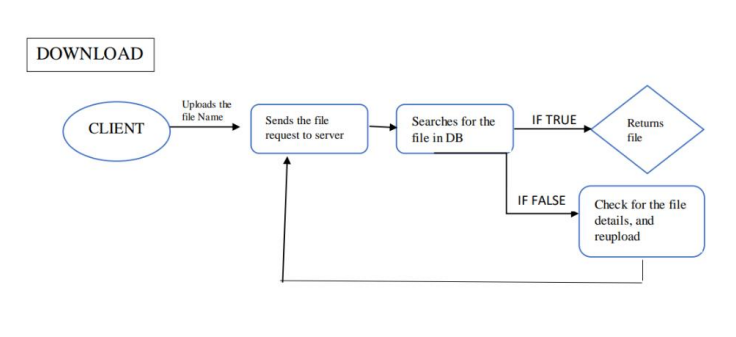 DOWNLOAD
CLIENT
Uploads the
file Name
Sends the file
request to server
Searches for the
file in DB
IF TRUE
Returns
file
IF FALSE
Check for the file
details, and
reupload